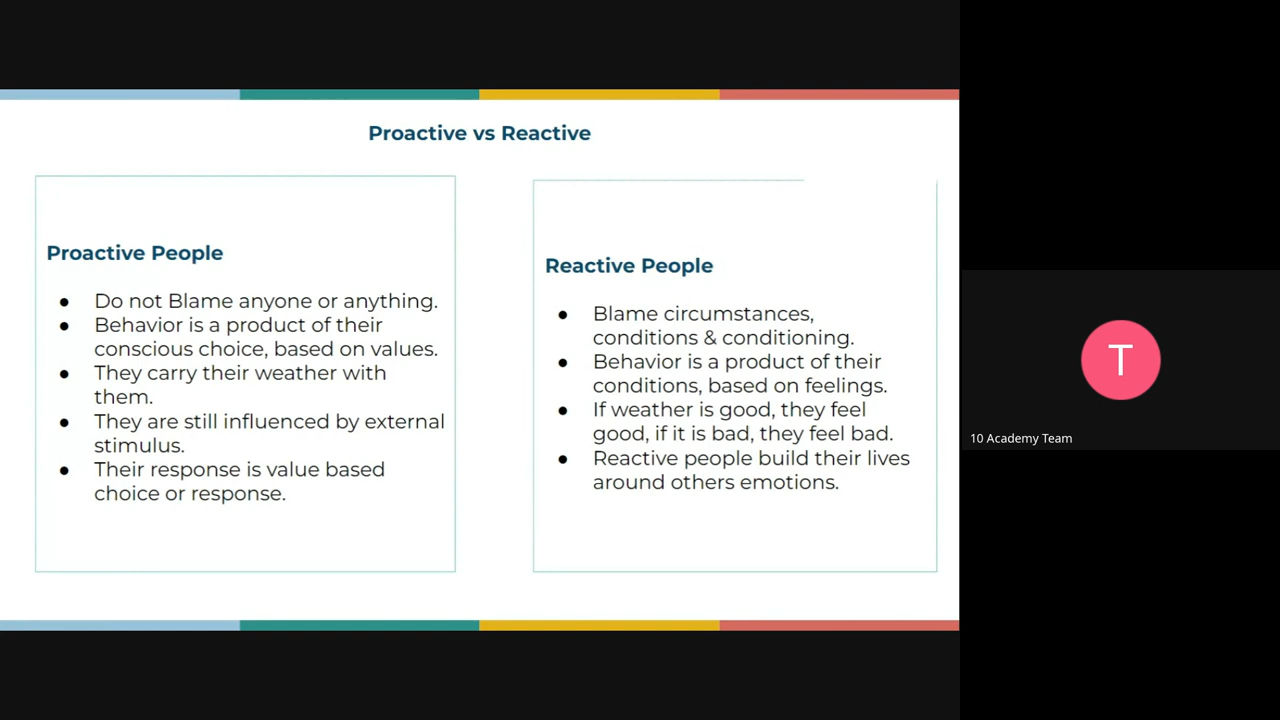 Proactive vs Reactive
Proactive People
● Do not Blame anyone or anything.
● Behavior is a product of their
conscious choice, based on values.
● They carry their weather with
them.
● They are still influenced by external
stimulus.
● Their response is value based
choice or response.
Reactive People
● Blame circumstances,
conditions & conditioning.
● Behavior is a product of their
conditions, based on feelings.
● If weather is good, they feel
good, if it is bad, they feel bad.
● Reactive people build their lives
around others emotions.
T
10 Academy Team